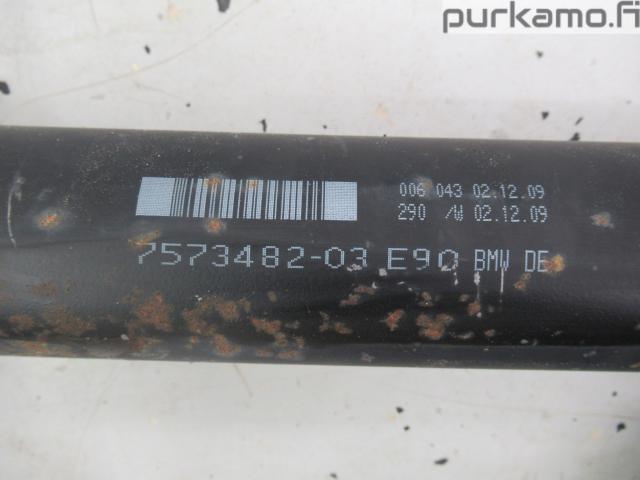 purkamo.fi
006 043 02.12.09
290 /W 02.12.09
7573482-03 E90 BMW DE